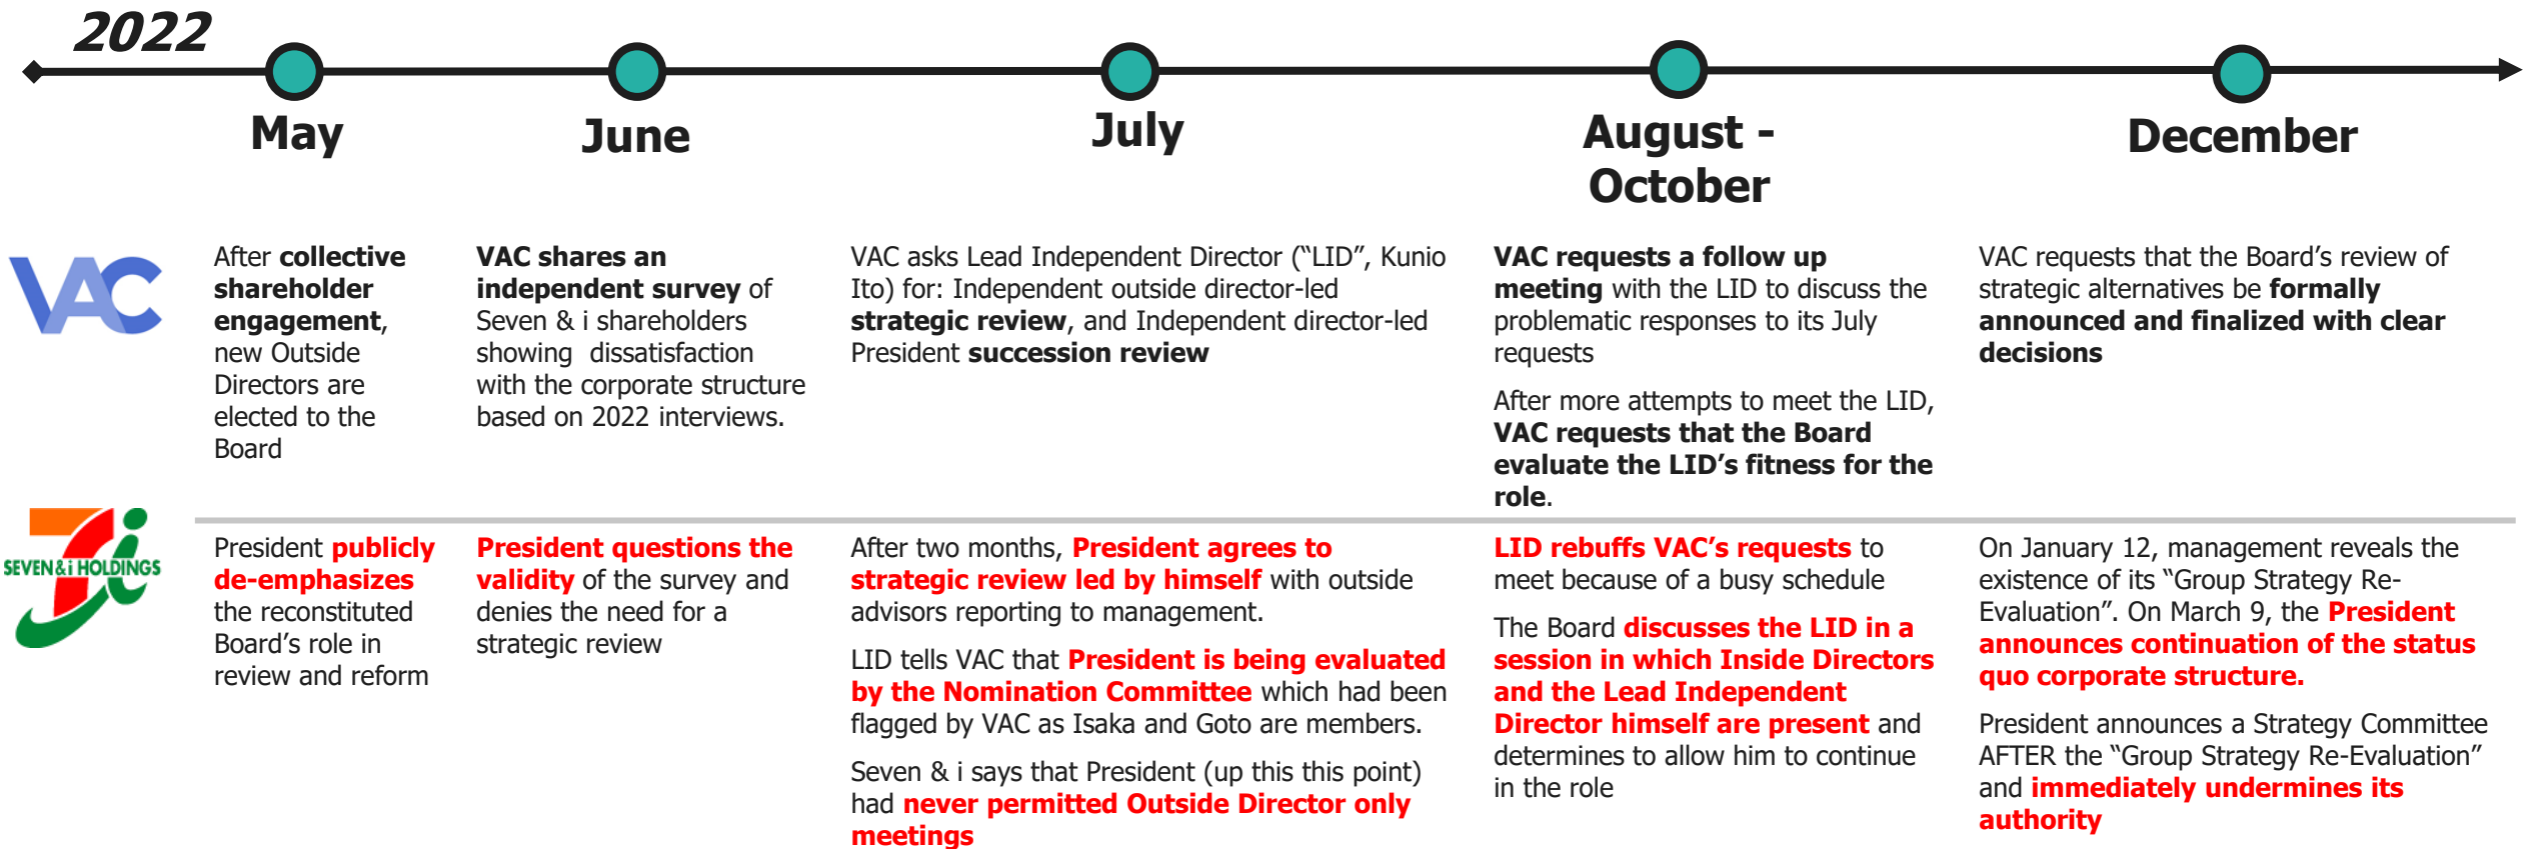 2022
May
June
July
August -
October
December
VAC
After collective
shareholder
engagement,
new Outside
Directors are
elected to the
Board
VAC shares an
independent survey of
Seven & i shareholders
showing dissatisfaction
with the corporate structure
based on 2022 interviews.
VAC asks Lead Independent Director (“LID”, Kunio
Ito) for: Independent outside director-led
strategic review, and Independent director-led
President succession review
VAC requests a follow up
meeting with the LID to discuss the
problematic responses to its July
requests
After more attempts to meet the LID,
VAC requests that the Board
evaluate the LID’s fitness for the
role.
VAC requests that the Board’s review of
strategic alternatives be formally
announced and finalized with clear
decisions
SEVEN & i HOLDINGS
President publicly
de-emphasizes
the reconstituted
Board’s role in
review and reform
President questions the
validity of the survey and
denies the need for a
strategic review
After two months, President agrees to
strategic review led by himself with outside
advisors reporting to management.
LID tells VAC that President is being evaluated
by the Nomination Committee which had been
flagged by VAC as Isaka and Goto are members.
Seven & i says that President (up this this point)
had never permitted Outside Director only
meetings
LID rebuffs VAC’s requests to
meet because of a busy schedule
The Board discusses the LID in a
session in which Inside Directors
and the Lead Independent
Director himself are present and
determines to allow him to continue
in the role
On January 12, management reveals the
existence of its “Group Strategy Re-
Evaluation”. On March 9, the President
announces continuation of the status
quo corporate structure.
President announces a Strategy Committee
AFTER the “Group Strategy Re-Evaluation”
and immediately undermines its
authority